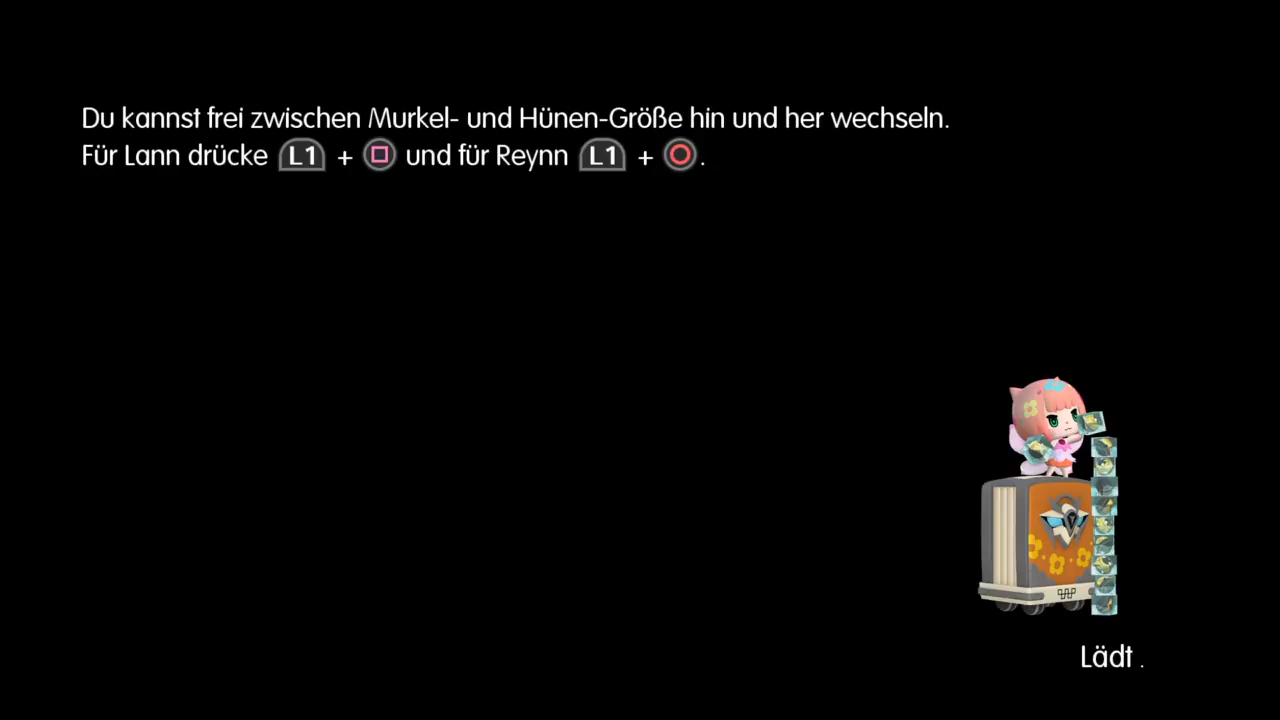 Du kannst frei zwischen Murkel- und Hünen-Größe hin und her wechseln.
Für Lann drücke L1 + □ und für Reynn L1 + ○.
Lädt .